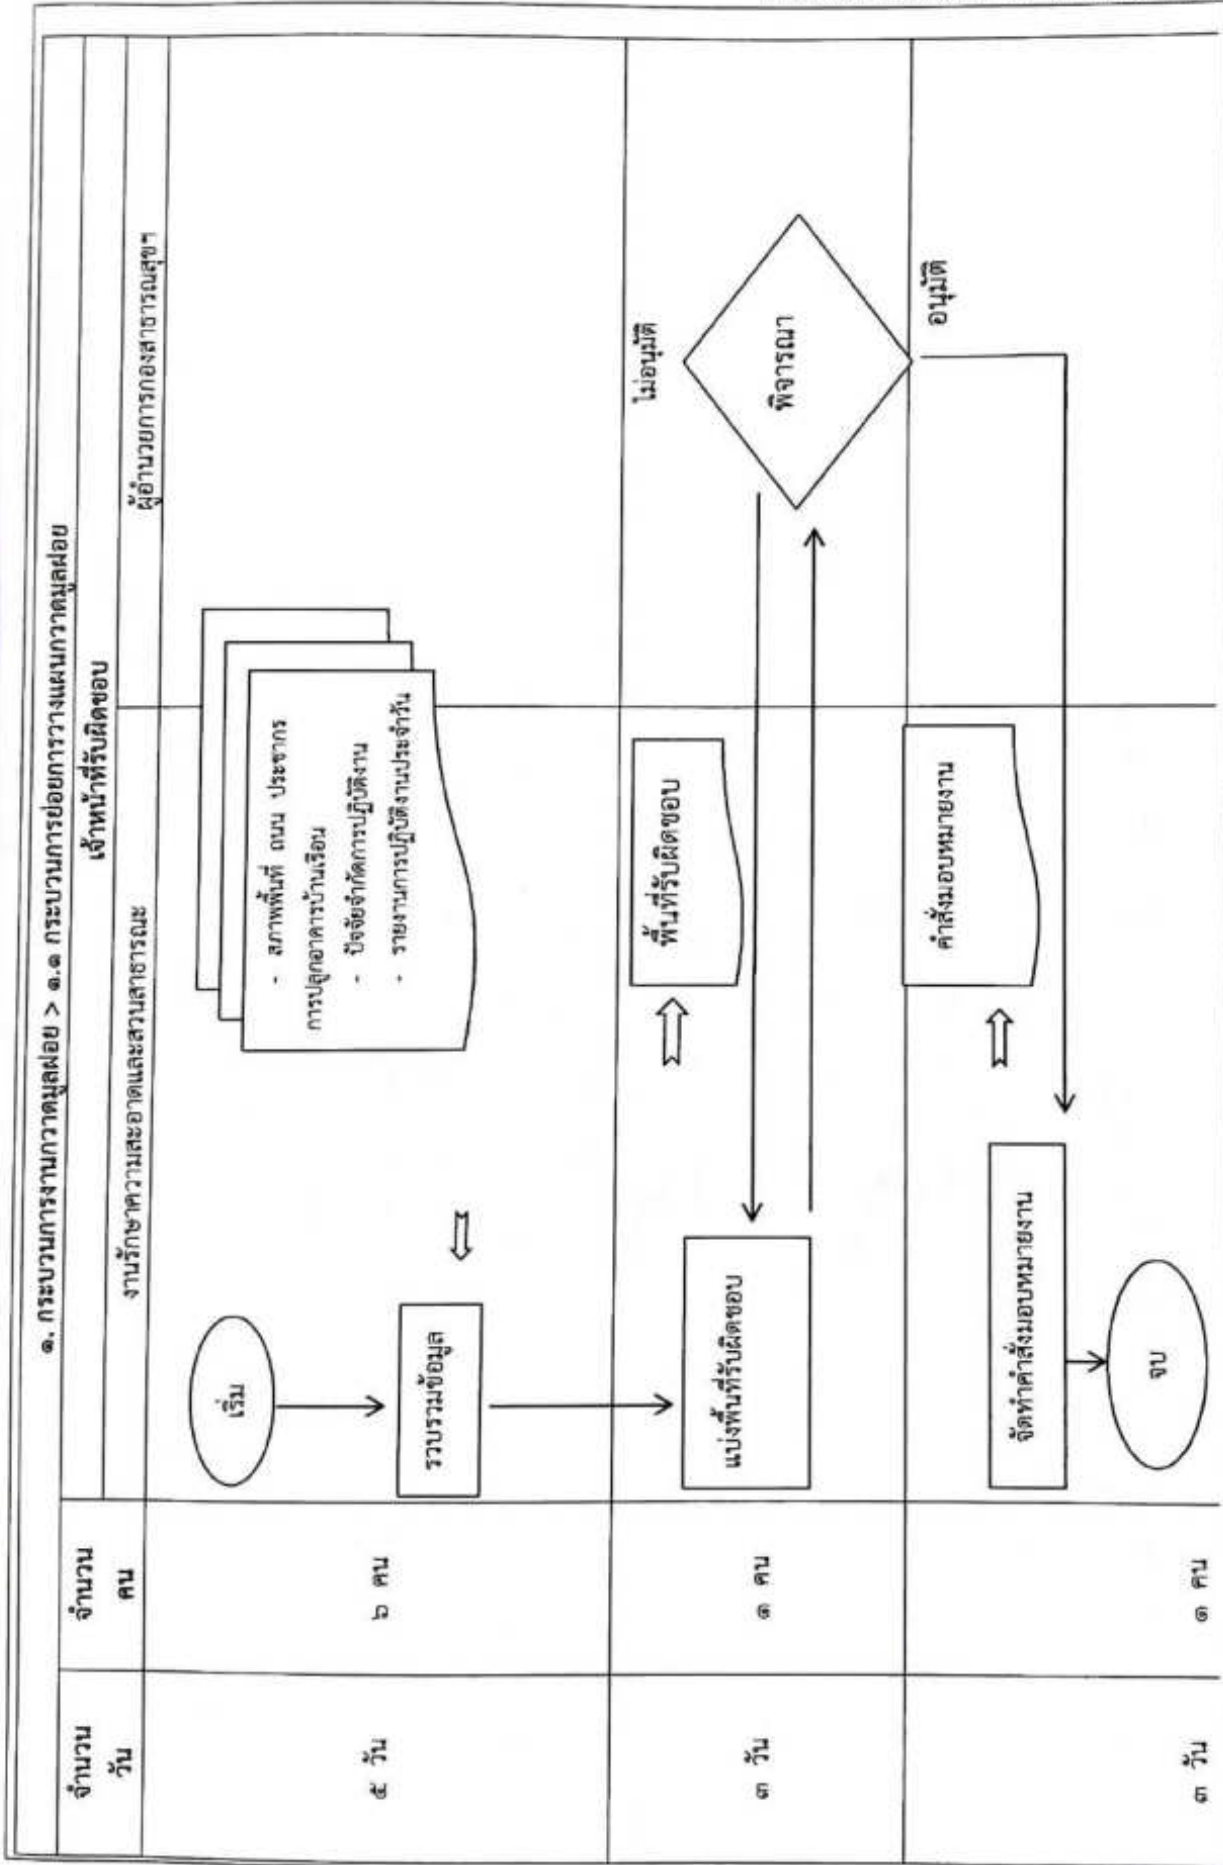 ๑. กระบวนการงานกวาดมูลฝอย > ๑.๑ กระบวนการย่อยการวางแผนกวาดมูลฝอย
จำนวน
วัน
จำนวน
คน
เจ้าหน้าที่รับผิดชอบ
งานรักษาความสะอาดและสวนสาธารณะ
ผู้อำนวยการกองสาธารณสุขฯ
๕ วัน
๖ คน
เริ่ม
รวบรวมข้อมูล
- สภาพพื้นที่ ถนน ประชากร
การปลูกอาคารบ้านเรือน
- ปัจจัยจำกัดการปฏิบัติงาน
- รายงานการปฏิบัติงานประจำวัน
๓ วัน
๑ คน
แบ่งพื้นที่รับผิดชอบ
พื้นที่รับผิดชอบ
ไม่อนุมัติ
พิจารณา
อนุมัติ
๓ วัน
๑ คน
จัดทำคำสั่งมอบหมายงาน
คำสั่งมอบหมายงาน
จบ